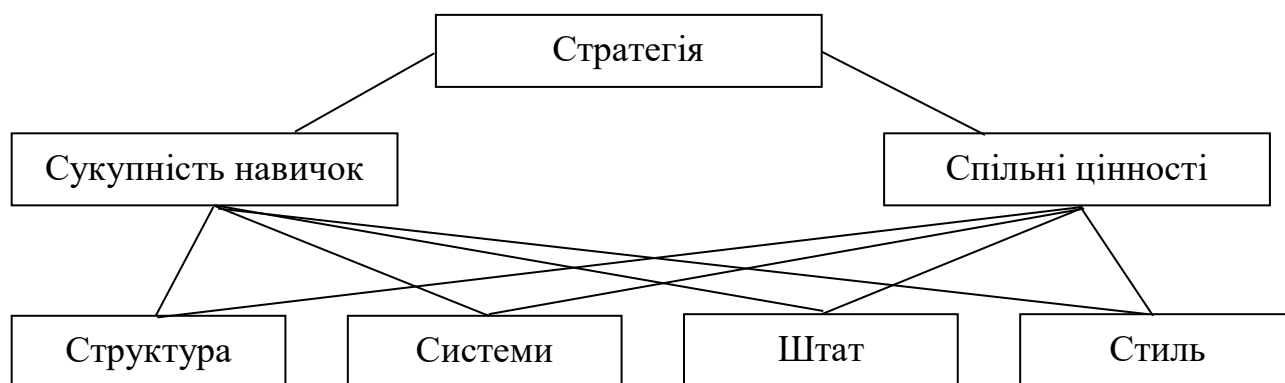 Стратегія
Сукупність навичок
Спільні цінності
Структура
Системи
Штат
Стиль